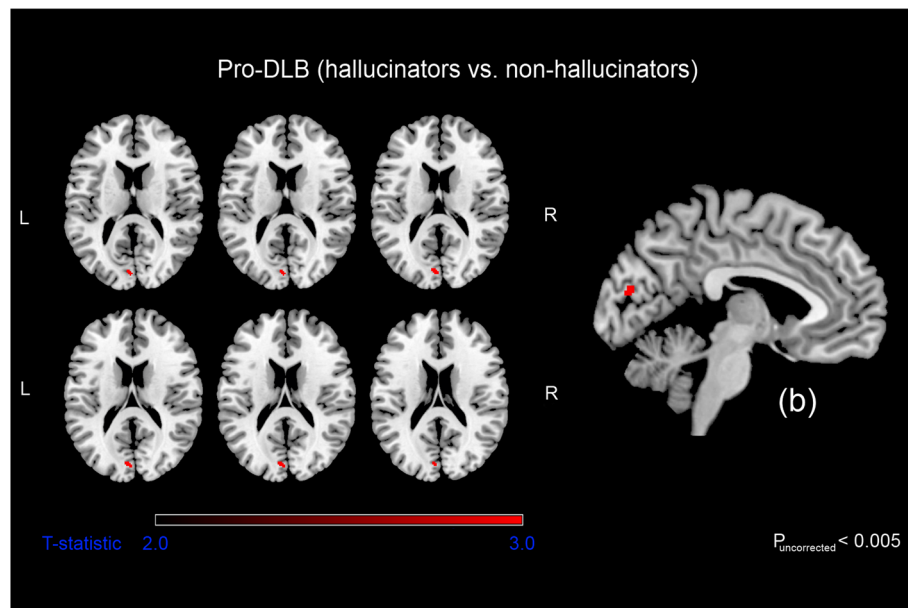 Pro-DLB (hallucinators vs. non-hallucinators)
L
R
L
R
(b)
T-statistic 2.0 3.0
Puncorrected < 0.005